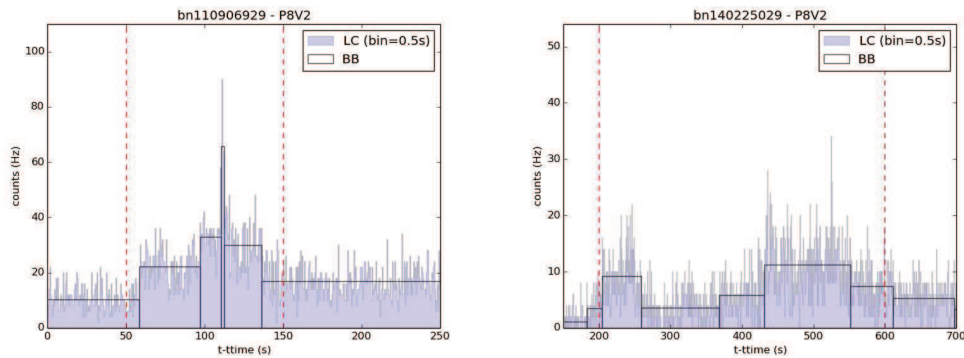 bn110906929 - P8V2
LC (bin=0.5s)
BB
100
80
60
40
20
0
counts (Hz)
0 50 100 150 200 250
t-ttime (s)
bn140225029 - P8V2
LC (bin=0.5s)
BB
50
40
30
20
10
0
counts (Hz)
200 300 400 500 600 700
t-ttime (s)